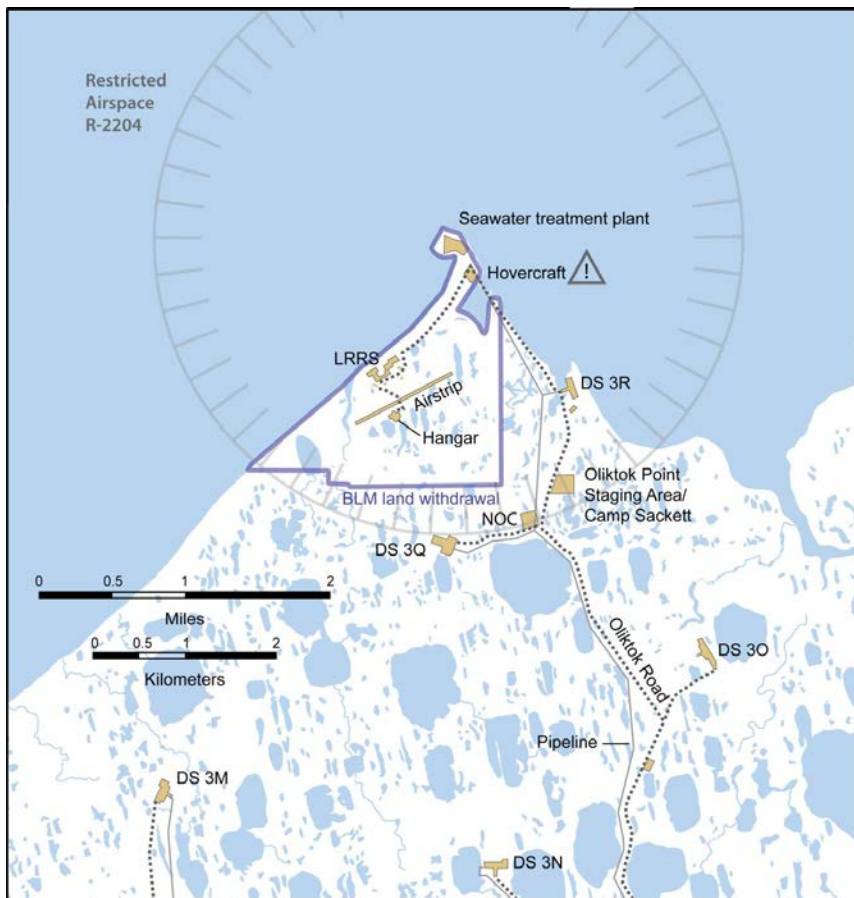 Restricted
Airspace
R-2204
Seawater treatment plant
Hovercraft !
LRRS
Airstrip
DS 3R
Hangar
BLM land withdrawal
Oliktok Point
Staging Area/
Camp Sackett
NOC
DS 3Q
0 0.5 1 2
Miles
0 0.5 1 2
Kilometers
Oliktok Road
DS 3O
Pipeline
DS 3M
DS 3N